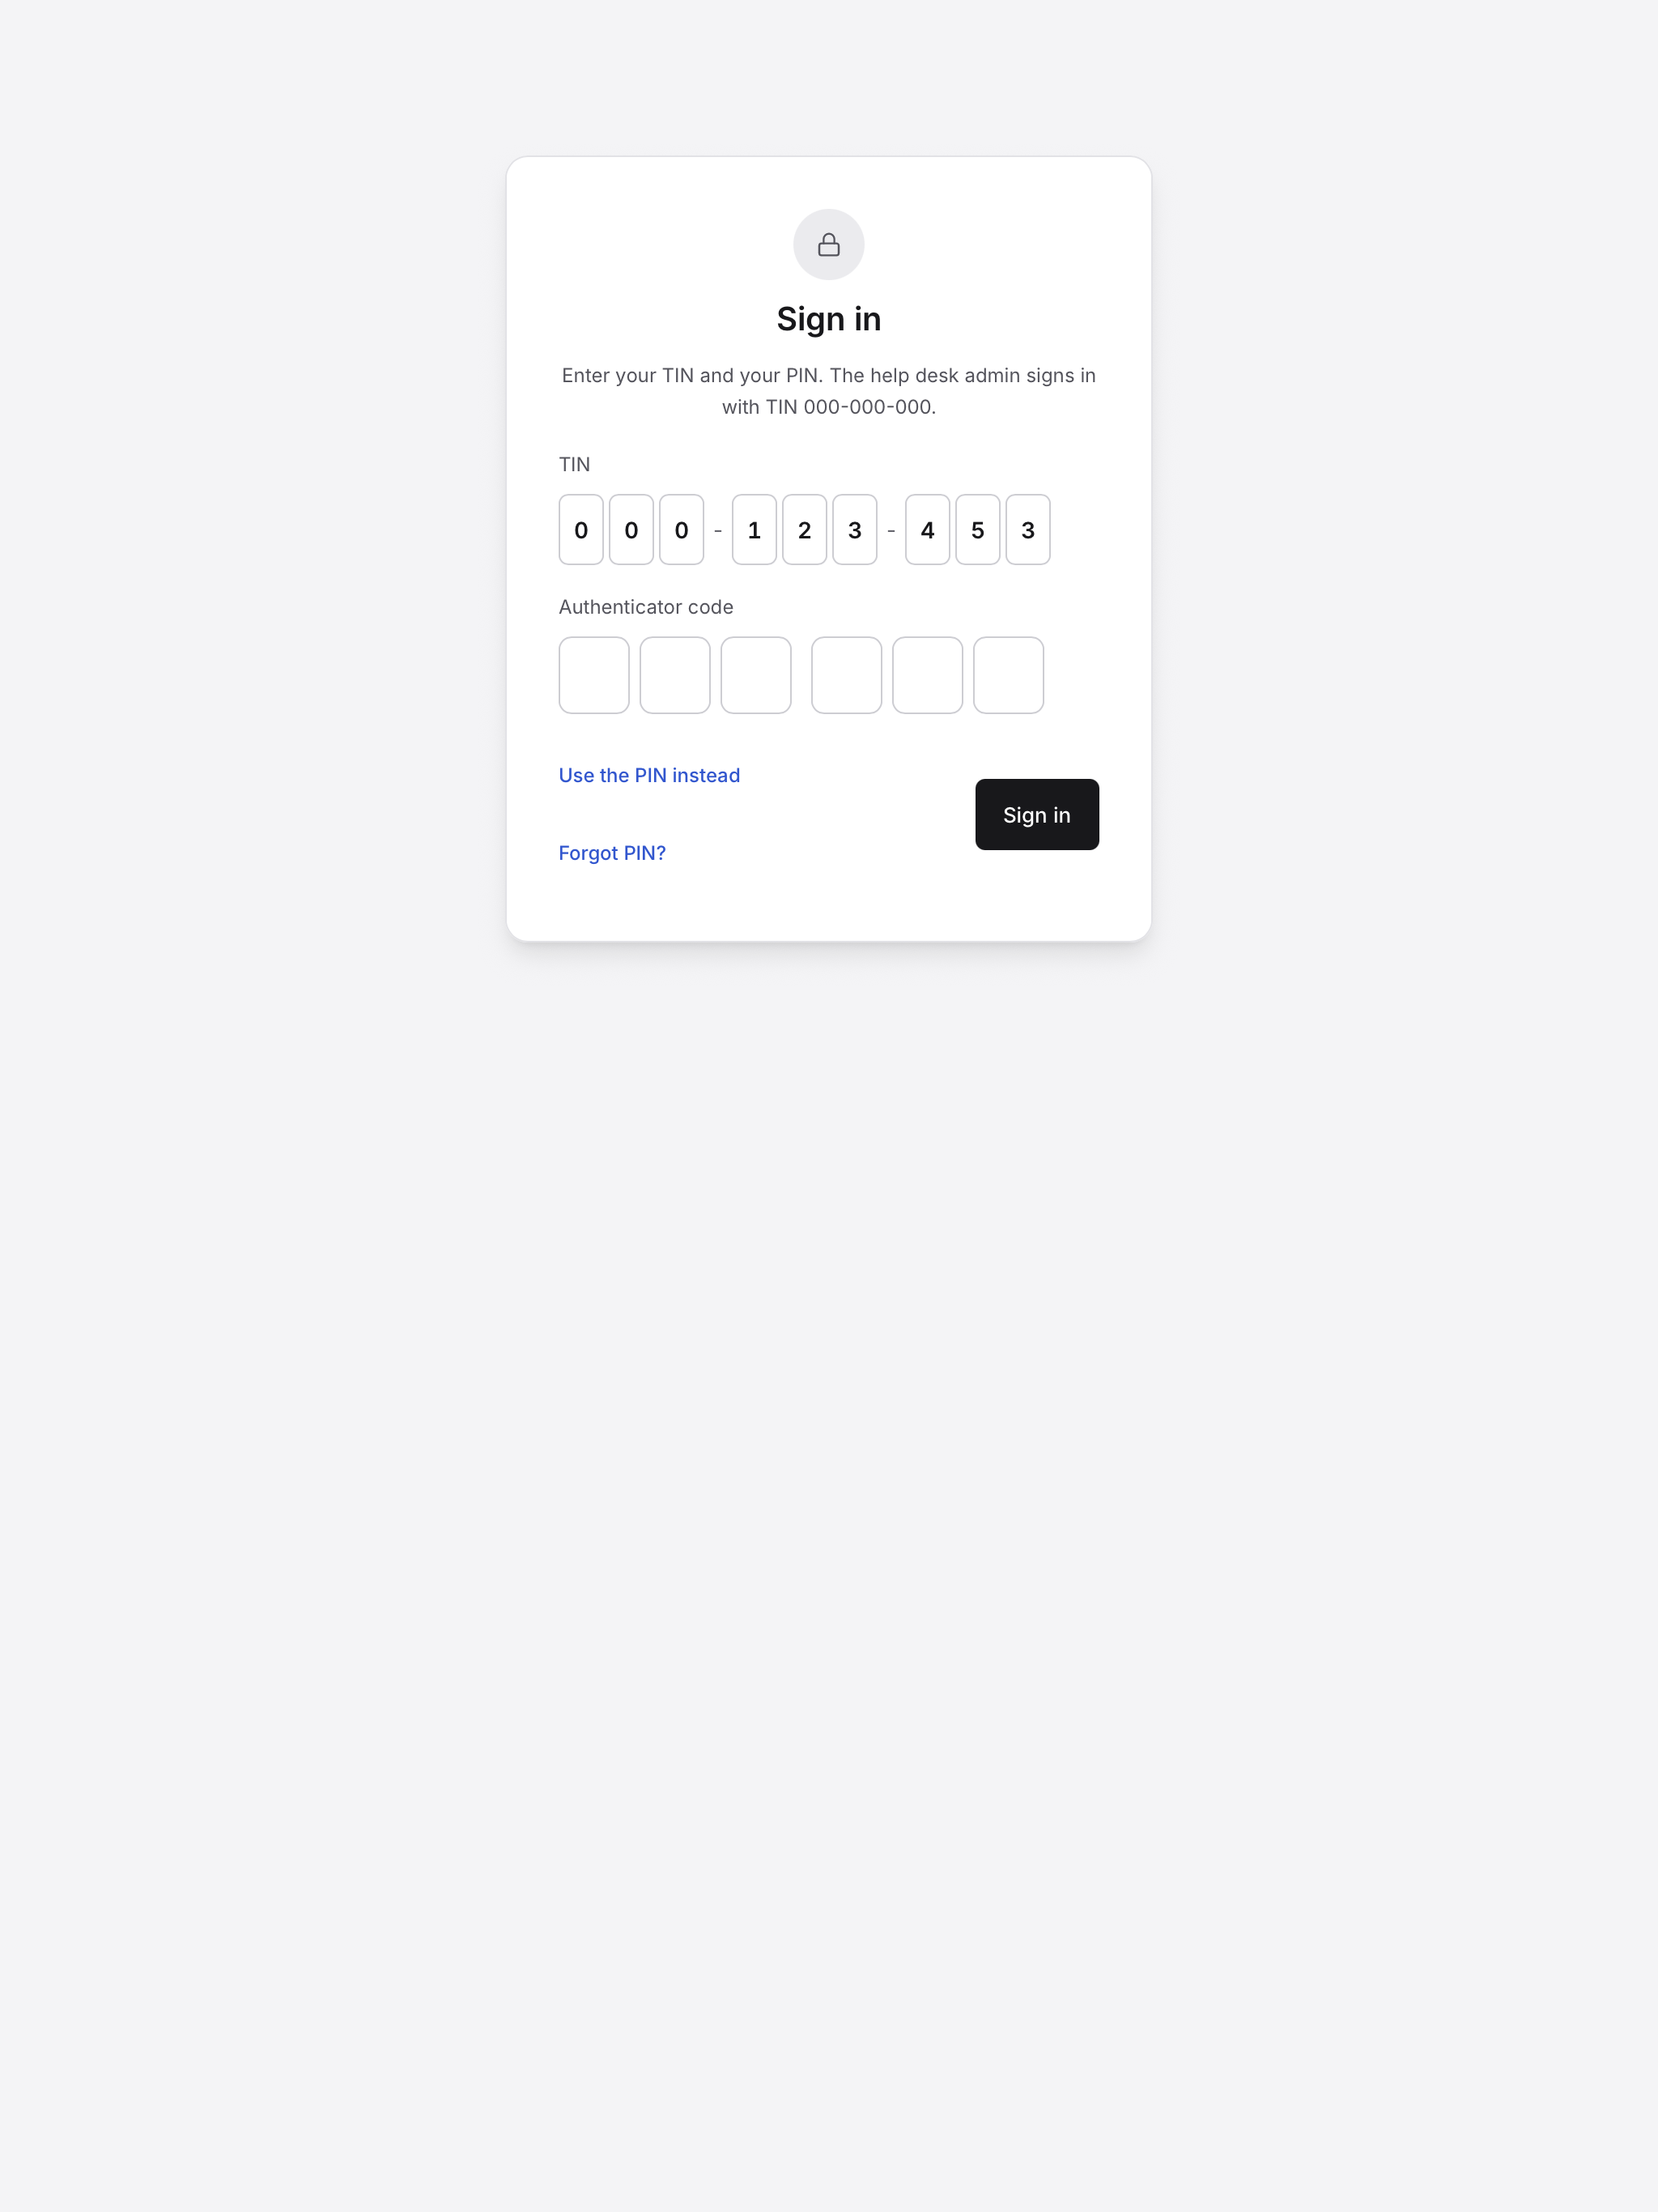 Sign in
Enter your TIN and your PIN. The help desk admin signs in
with TIN 000-000-000.
TIN
0 0 0 - 1 2 3 - 4 5 3
Authenticator code
Use the PIN instead
Sign in
Forgot PIN?